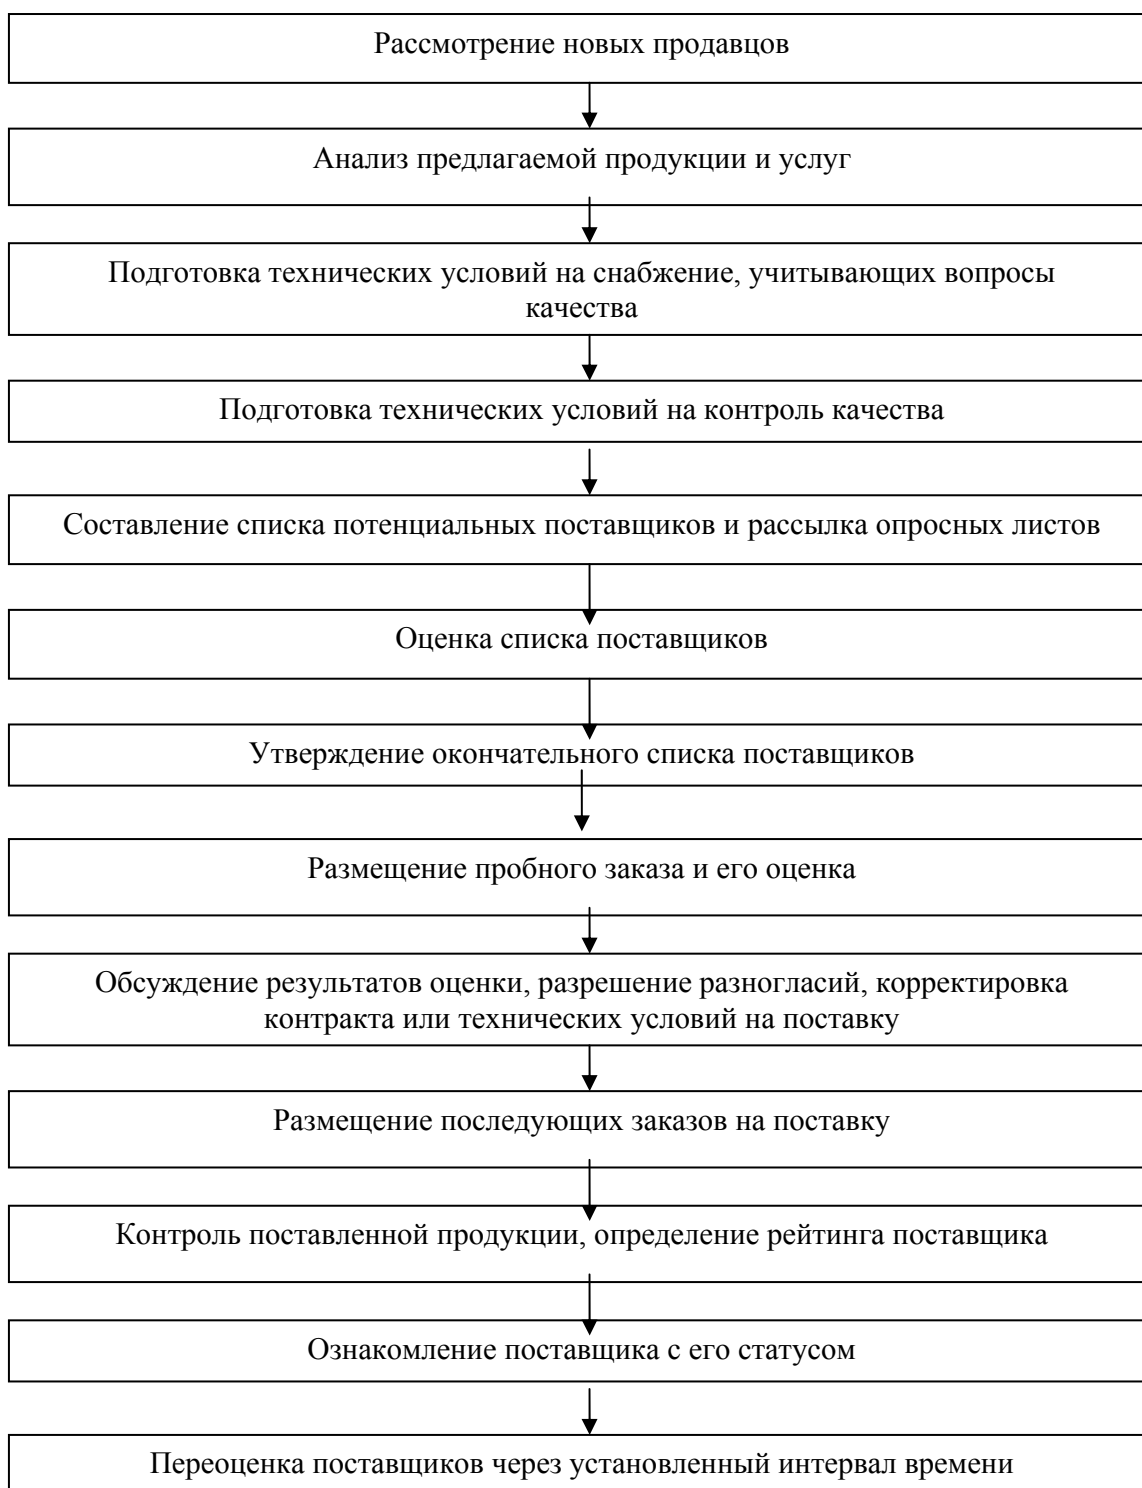 Рассмотрение новых продавцов
Анализ предлагаемой продукции и услуг
Подготовка технических условий на снабжение, учитывающих вопросы
качества
Подготовка технических условий на контроль качества
Составление списка потенциальных поставщиков и рассылка опросных листов
Оценка списка поставщиков
Утверждение окончательного списка поставщиков
Размещение пробного заказа и его оценка
Обсуждение результатов оценки, разрешение разногласий, корректировка
контракта или технических условий на поставку
Размещение последующих заказов на поставку
Контроль поставленной продукции, определение рейтинга поставщика
Ознакомление поставщика с его статусом
Переоценка поставщиков через установленный интервал времени